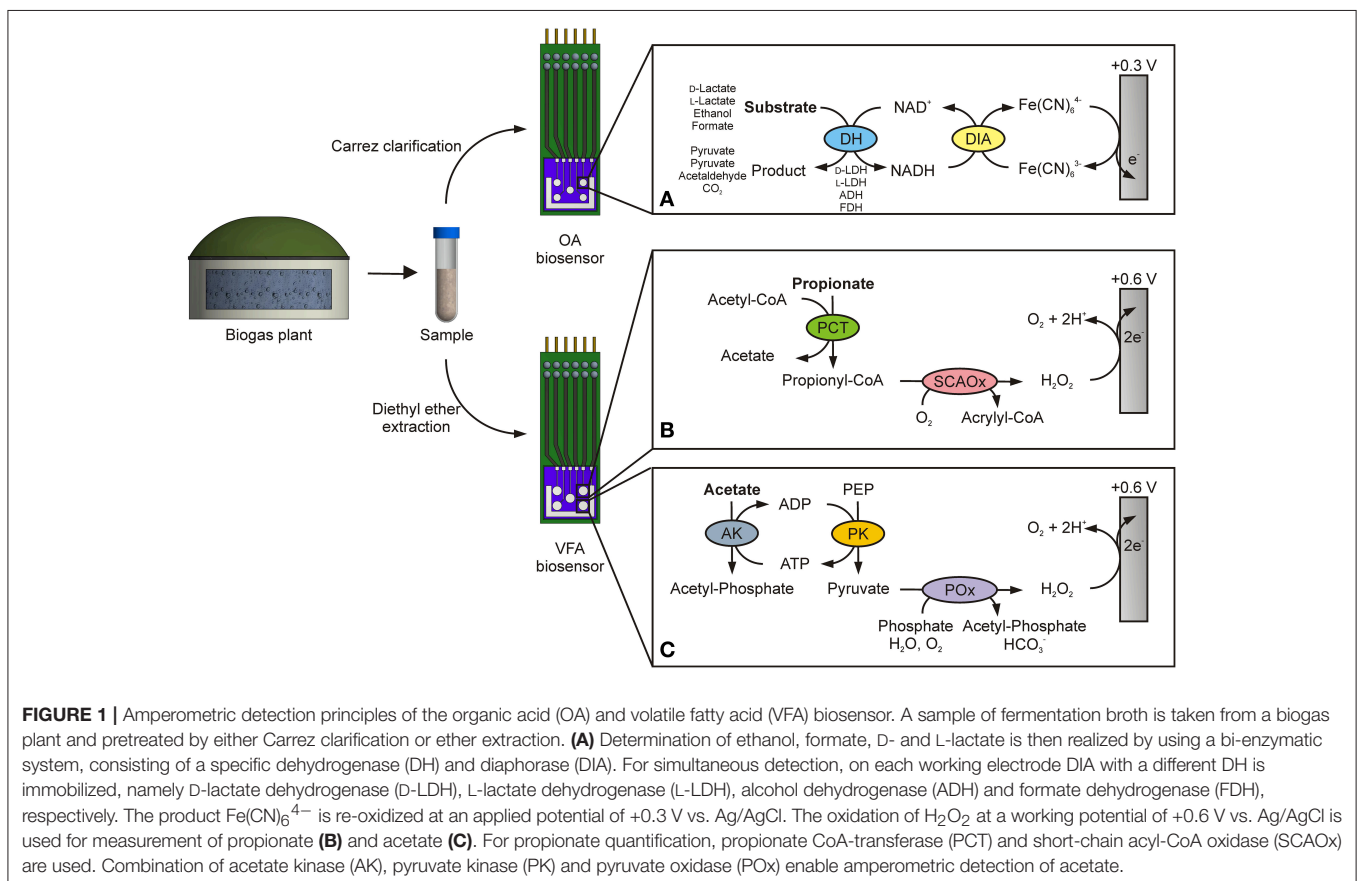 Biogas plant
Sample
Carrez clarification
Diethyl ether
extraction
OA
biosensor
VFA
biosensor
D-Lactate
L-Lactate
Ethanol
Formate
Substrate
NAD⁺
Fe(CN)₆⁴⁻
+0.3 V
DH
DIA
Pyruvate
Pyruvate
Acetaldehyde
CO₂
Product
D-LDH
L-LDH
ADH
FDH
NADH
Fe(CN)₆³⁻
e⁻
A
Propionate
Acetyl-CoA
PCT
Acetate
Propionyl-CoA
SCAOx
O₂
Acrylyl-CoA
H₂O₂
O₂ + 2H⁺
2e⁻
+0.6 V
B
Acetate
ADP
PEP
AK
PK
ATP
Acetyl-Phosphate
Pyruvate
POx
Phosphate
H₂O, O₂
Acetyl-Phosphate
HCO₃⁻
H₂O₂
O₂ + 2H⁺
2e⁻
+0.6 V
C
FIGURE 1 | Amperometric detection principles of the organic acid (OA) and volatile fatty acid (VFA) biosensor. A sample of fermentation broth is taken from a biogas
plant and pretreated by either Carrez clarification or ether extraction. (A) Determination of ethanol, formate, D- and L-lactate is then realized by using a bi-enzymatic
system, consisting of a specific dehydrogenase (DH) and diaphorase (DIA). For simultaneous detection, on each working electrode DIA with a different DH is
immobilized, namely D-lactate dehydrogenase (D-LDH), L-lactate dehydrogenase (L-LDH), alcohol dehydrogenase (ADH) and formate dehydrogenase (FDH),
respectively. The product Fe(CN)₆⁴⁻ is re-oxidized at an applied potential of +0.3 V vs. Ag/AgCl. The oxidation of H₂O₂ at a working potential of +0.6 V vs. Ag/AgCl is
used for measurement of propionate (B) and acetate (C). For propionate quantification, propionate CoA-transferase (PCT) and short-chain acyl-CoA oxidase (SCAOx)
are used. Combination of acetate kinase (AK), pyruvate kinase (PK) and pyruvate oxidase (POx) enable amperometric detection of acetate.